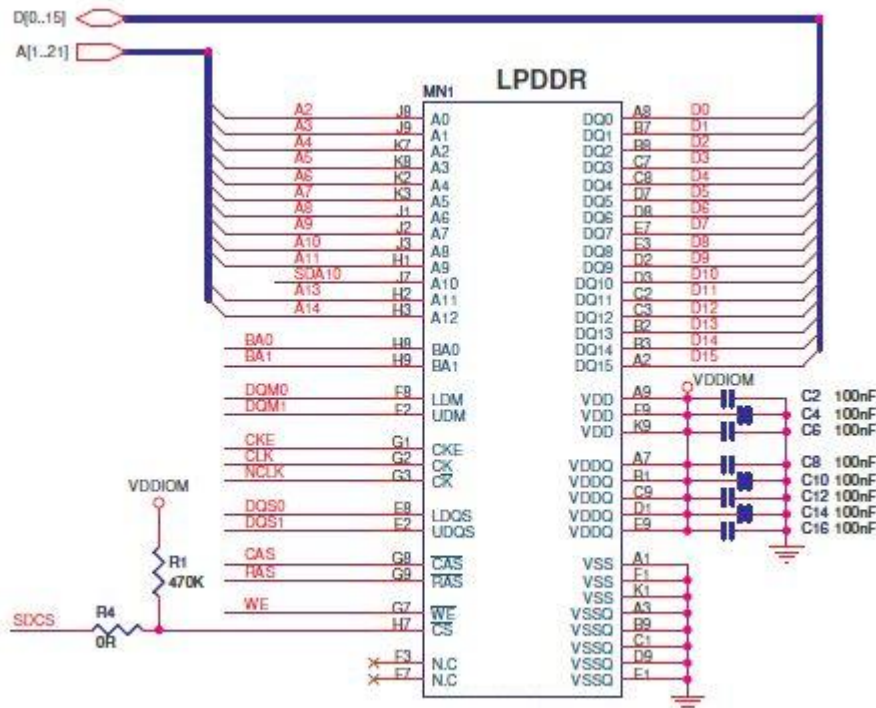 D[0..15]
A[1..21]
LPDDR
MN1
A2 J8 A0 DQ0 A8 D0
A3 J9 A1 DQ1 B7 D1
A4 K7 A2 DQ2 B8 D2
A5 K8 A3 DQ3 C7 D3
A6 K2 A4 DQ4 C8 D4
A7 K3 A5 DQ5 D7 D5
A8 J1 A6 DQ6 D8 D6
A9 J2 A7 DQ7 E7 D7
A10 J3 A8 DQ8 E3 D8
A11 H1 A9 DQ9 D2 D9
SDA10 J7 A10 DQ10 D3 D10
A13 H2 A11 DQ11 C2 D11
A14 H3 A12 DQ12 C3 D12
DQ13 B2 D13
BA0 H8 BA0 DQ14 B3 D14
BA1 H9 BA1 DQ15 A2 D15
VDDIOM
DQM0 F8 LDM VDD A9 C2 100nF
DQM1 F2 UDM VDD F9 C4 100nF
VDD K9 C6 100nF
CKE G1 CKE
CLK G2 CK VDDQ A7 C8 100nF
NCLK G3 CK VDDQ B1 C10 100nF
VDDQ C9 C12 100nF
DQS0 E8 LDQS VDDQ D1 C14 100nF
DQS1 E2 UDQS VDDQ E9 C16 100nF
VDDIOM
CAS G8 CAS VSS A1
RAS G9 RAS VSS F1
VSS K1
R1
470K
WE G7 WE VSSQ A3
SDCS R4 H7 CS VSSQ B9
0R
VSSQ C1
F3 N.C VSSQ D9
F7 N.C VSSQ E1